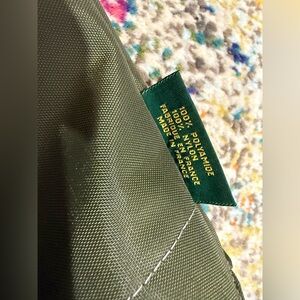 100% POLYAMIDE
FABRIQUE EN FRANCE
100% NYLON
MADE IN FRANCE